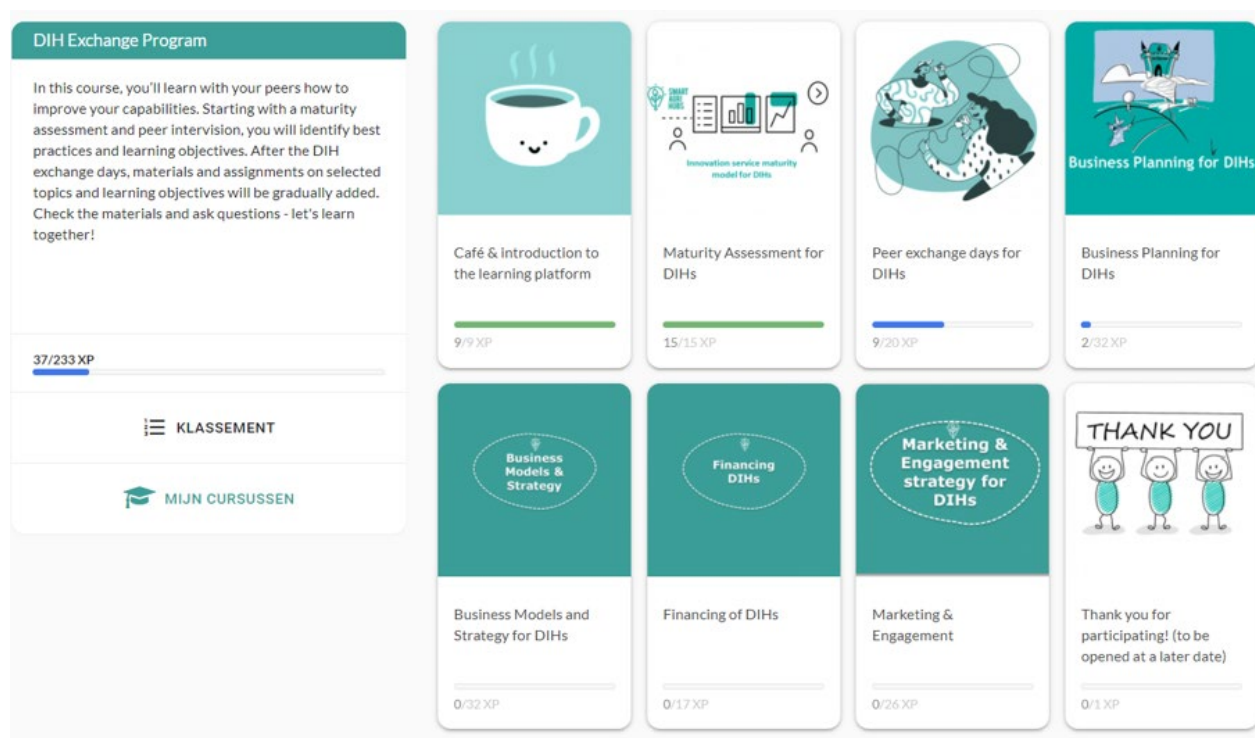 DIH Exchange Program
In this course, you'll learn with your peers how to
improve your capabilities. Starting with a maturity
assessment and peer intervision, you will identify best
practices and learning objectives. After the DIH
exchange days, materials and assignments on selected
topics and learning objectives will be gradually added.
Check the materials and ask questions - let's learn
together!
37/233 XP
KLASSEMENT
MIJN CURSUSSEN
Café & introduction to
the learning platform
9/9 XP
SMART
AGRI
HUBS
Innovation service maturity
model for DIHs
Maturity Assessment for
DIHs
15/15 XP
Peer exchange days for
DIHs
9/20 XP
Business Planning for DIHs
Business Planning for
DIHs
2/32 XP
Business
Models &
Strategy
Business Models and
Strategy for DIHs
0/32 XP
Financing
DIHs
Financing of DIHs
0/17 XP
Marketing &
Engagement
strategy for
DIHs
Marketing &
Engagement
0/26 XP
THANK YOU
Thank you for
participating! (to be
opened at a later date)
0/1 XP